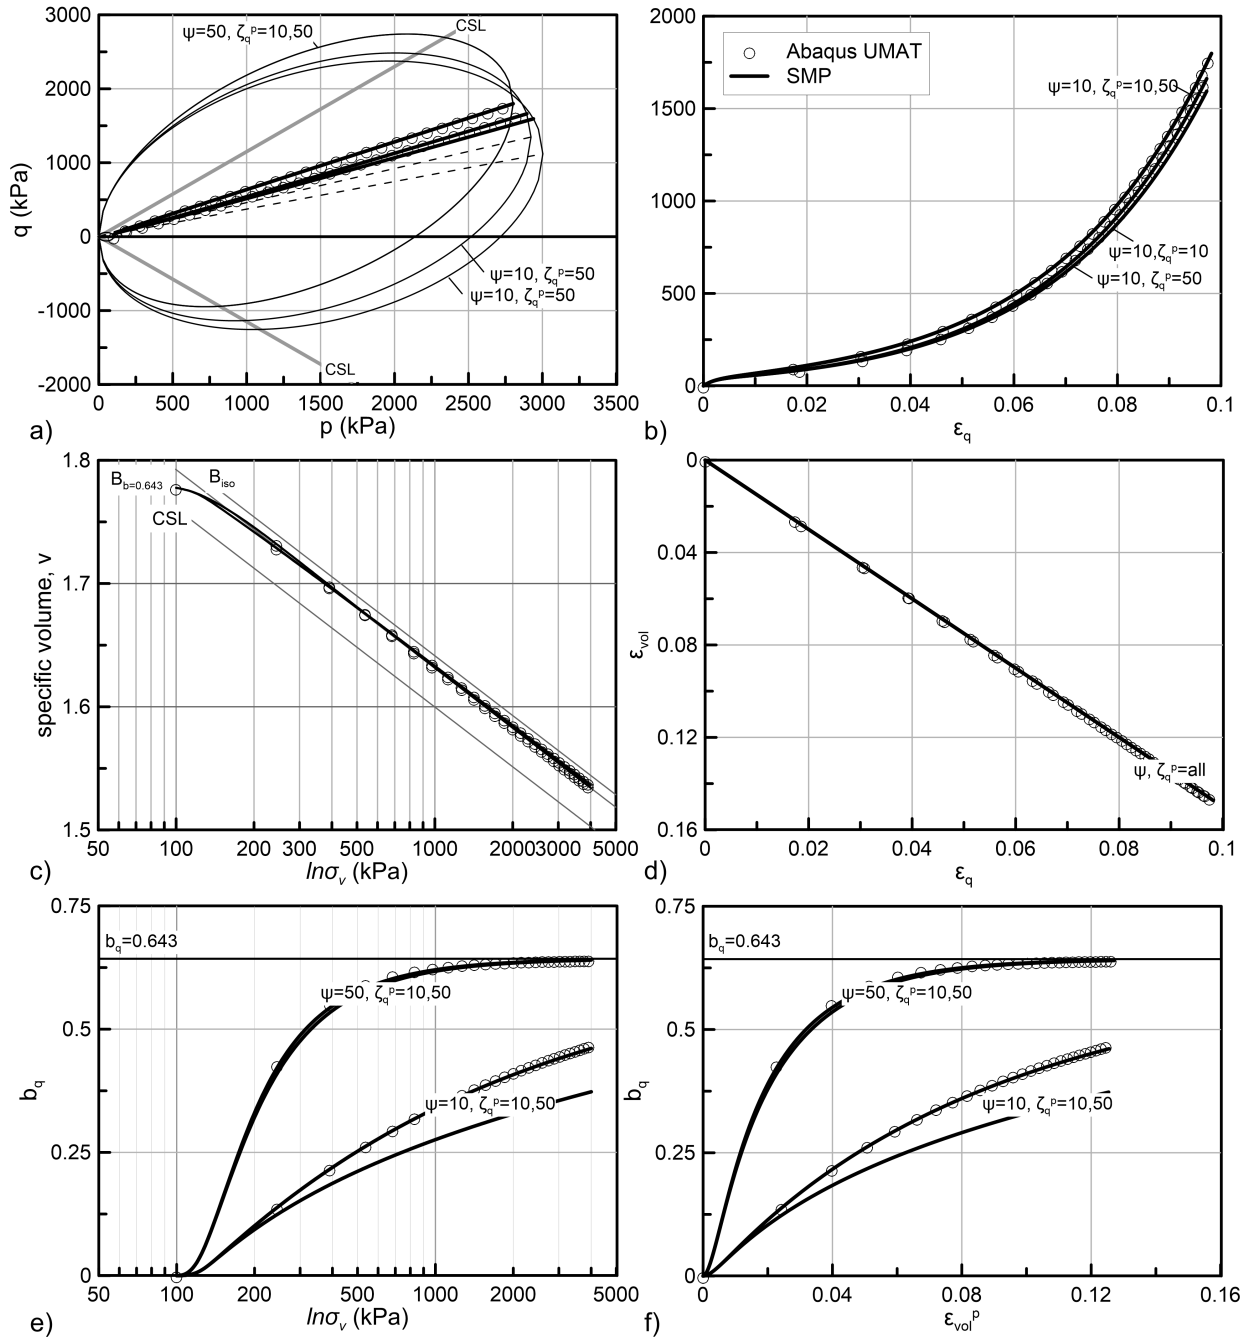 3000
2000
1000
0
-1000
-2000
q (kPa)
ψ=50, ζqᵖ=10,50
CSL
ψ=10, ζqᵖ=50
ψ=10, ζqᵖ=50
CSL
0 500 1000 1500 2000 2500 3000 3500
a)
p (kPa)
2000
1500
1000
500
0
Abaqus UMAT
SMP
ψ=10, ζqᵖ=10,50
ψ=10,ζqᵖ=10
ψ=10, ζqᵖ=50
0 0.02 0.04 0.06 0.08 0.1
b)
εq
1.8
1.7
1.6
1.5
specific volume, v
Bb=0.643
Biso
CSL
50 100 200 300 500 1000 20003000 5000
c)
lnσv (kPa)
0
0.04
0.08
0.12
0.16
εvol
ψ, ζqᵖ=all
0 0.02 0.04 0.06 0.08 0.1
d)
εq
0.75
0.5
0.25
0
bq
bq=0.643
ψ=50, ζqᵖ=10,50
ψ=10, ζqᵖ=10,50
50 100 200 300 500 1000 2000 5000
e)
lnσv (kPa)
0.75
0.5
0.25
0
bq
bq=0.643
ψ=50, ζqᵖ=10,50
ψ=10, ζqᵖ=10,50
0 0.04 0.08 0.12 0.16
f)
εvolᵖ